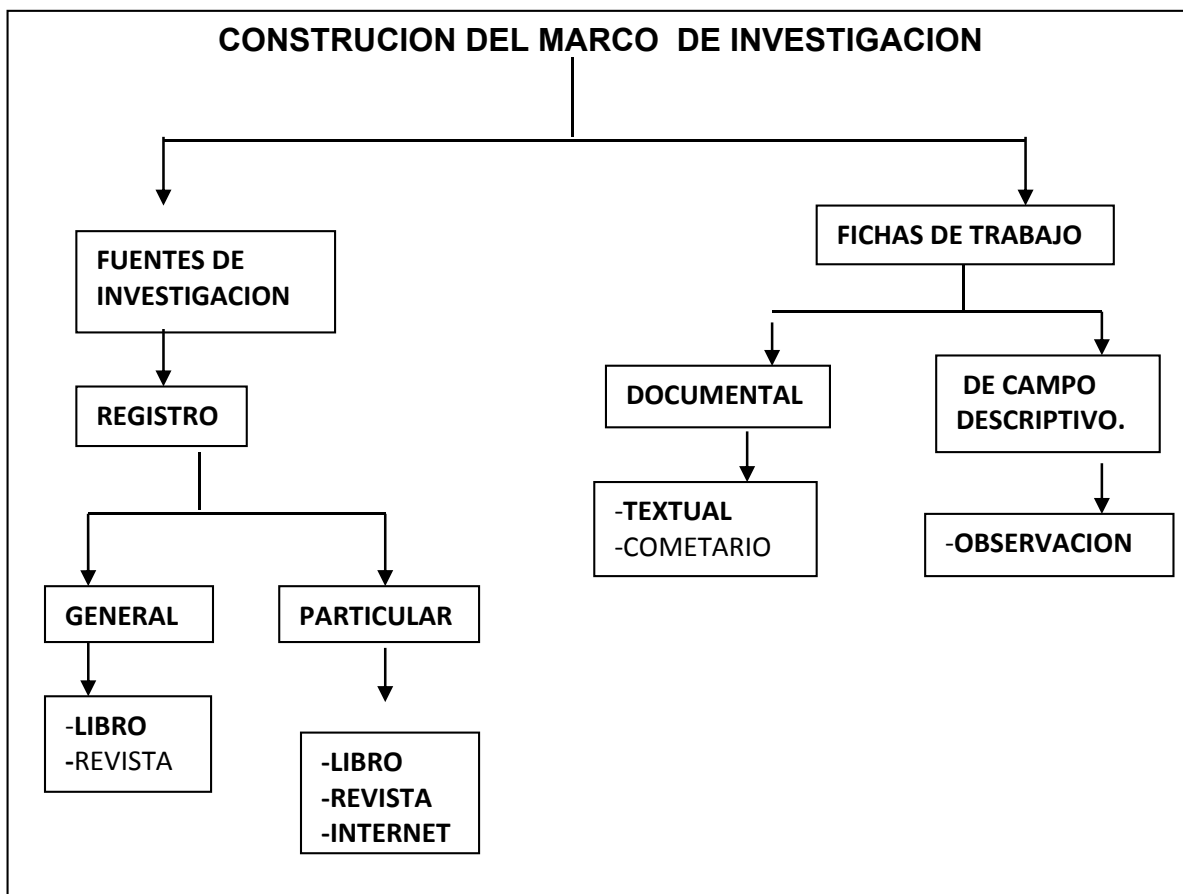 CONSTRUCION DEL MARCO DE INVESTIGACION
FUENTES DE
INVESTIGACION
REGISTRO
GENERAL
-LIBRO
-REVISTA
PARTICULAR
-LIBRO
-REVISTA
-INTERNET
FICHAS DE TRABAJO
DOCUMENTAL
-TEXTUAL
-COMETARIO
DE CAMPO
DESCRIPTIVO.
-OBSERVACION